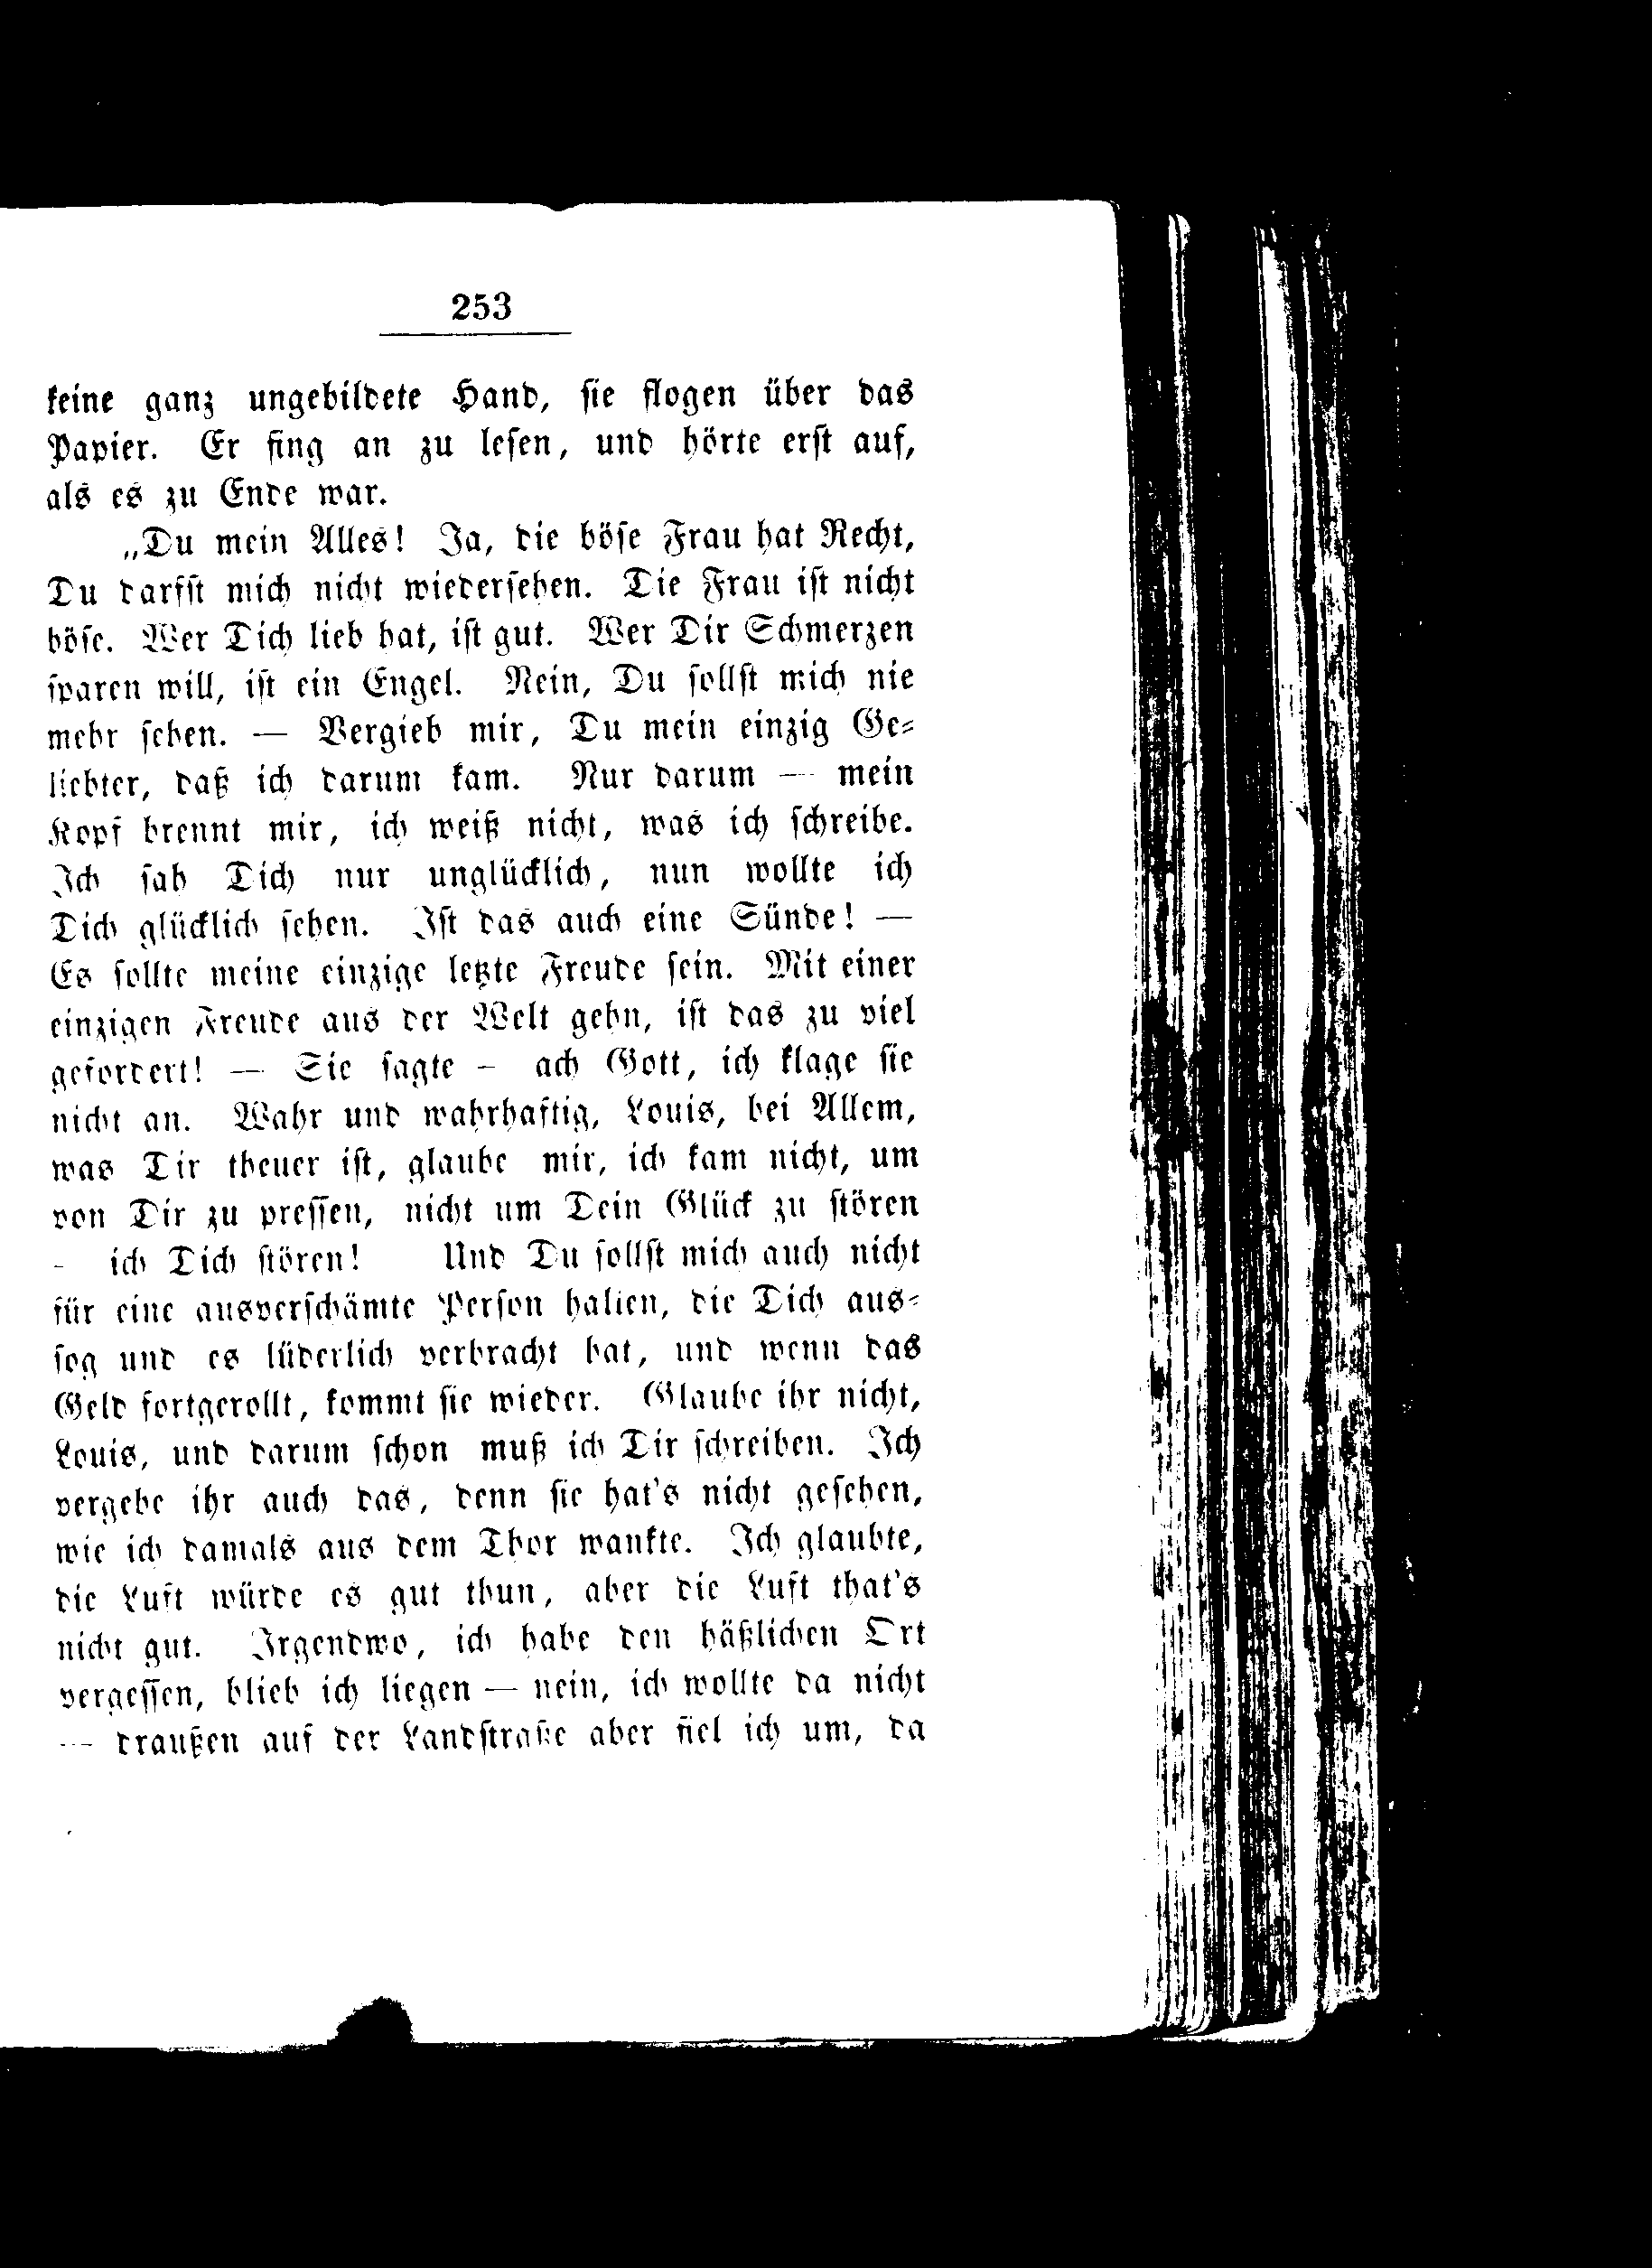 253
keine ganz ungebildete Hand, ſie flogen über das
Papier. Er fing an zu leſen, und hörte erſt auf,
als es zu Ende war.
„Du mein Alles! Ja, die böſe Frau hat Recht,
Du darfſt mich nicht wiederſehen. Die Frau iſt nicht
böſe. Wer Dich lieb hat, iſt gut. Wer Dir Schmerzen
ſparen will, iſt ein Engel. Nein, Du ſollſt mich nie
mehr ſehen. — Vergieb mir, Du mein einzig Ge-
liebter, daß ich darum kam. Nur darum — mein
Kopf brennt mir, ich weiß nicht, was ich ſchreibe.
Ich ſah Dich nur unglücklich, nun wollte ich
Dich glücklich ſehen. Iſt das auch eine Sünde! —
Es ſollte meine einzige letzte Freude ſein. Mit einer
einzigen Freude aus der Welt gehn, iſt das zu viel
gefordert! — Sie ſagte — ach Gott, ich klage ſie
nicht an. Wahr und wahrhaftig, Louis, bei Allem,
was Dir theuer iſt, glaube mir, ich kam nicht, um
von Dir zu preſſen, nicht um Dein Glück zu ſtören
— ich Dich ſtören! Und Du ſollſt mich auch nicht
für eine ausverſchämte Perſon halten, die Dich aus-
ſog und es lüderlich verbracht hat, und wenn das
Geld fortgerollt, kommt ſie wieder. Glaube ihr nicht,
Louis, und darum ſchon muß ich Dir ſchreiben. Ich
vergebe ihr auch das, denn ſie hat's nicht geſehen,
wie ich damals aus dem Thor wankte. Ich glaubte,
die Luft würde es gut thun, aber die Luft that's
nicht gut. Irgendwo, ich habe den häßlichen Ort
vergeſſen, blieb ich liegen — nein, ich wollte da nicht
— draußen auf der Landſtraße aber fiel ich um, da